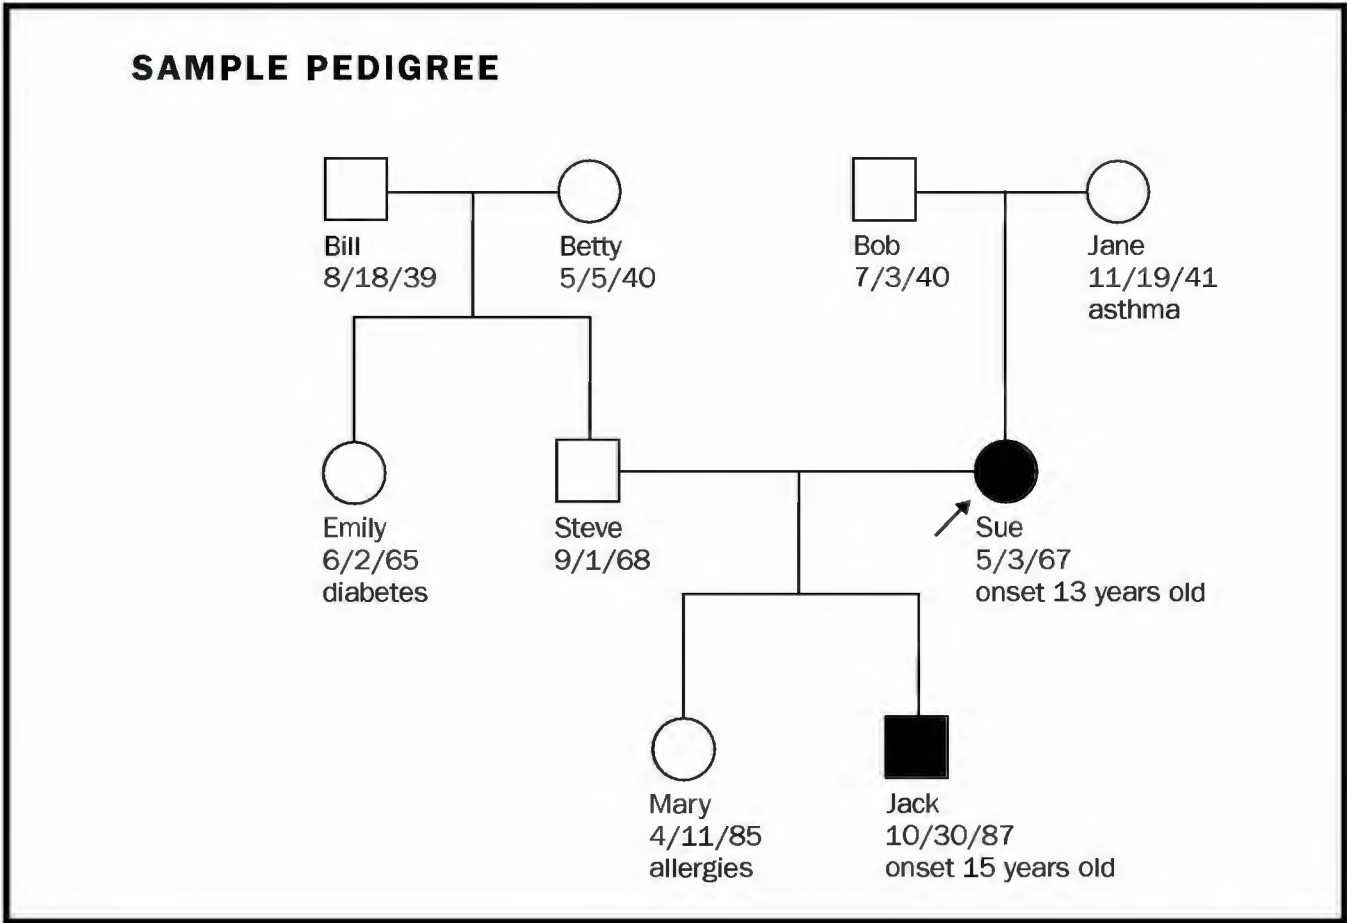 SAMPLE PEDIGREE
Bill
8/18/39
Betty
5/5/40
Bob
7/3/40
Jane
11/19/41
asthma
Emily
6/2/65
diabetes
Steve
9/1/68
Sue
5/3/67
onset 13 years old
Mary
4/11/85
allergies
Jack
10/30/87
onset 15 years old